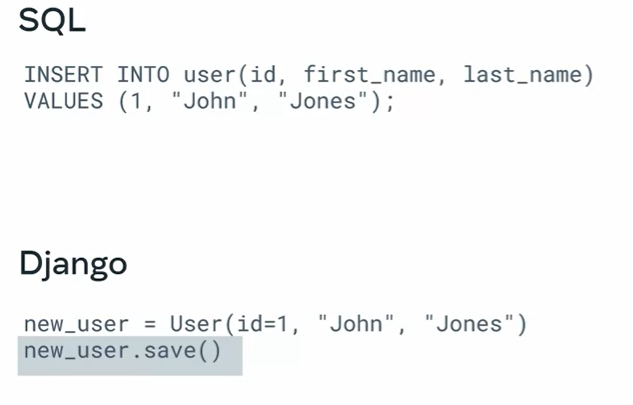 SQL
INSERT INTO user(id, first_name, last_name)
VALUES (1, "John", "Jones");
Django
new_user = User(id=1, "John", "Jones")
new_user.save()